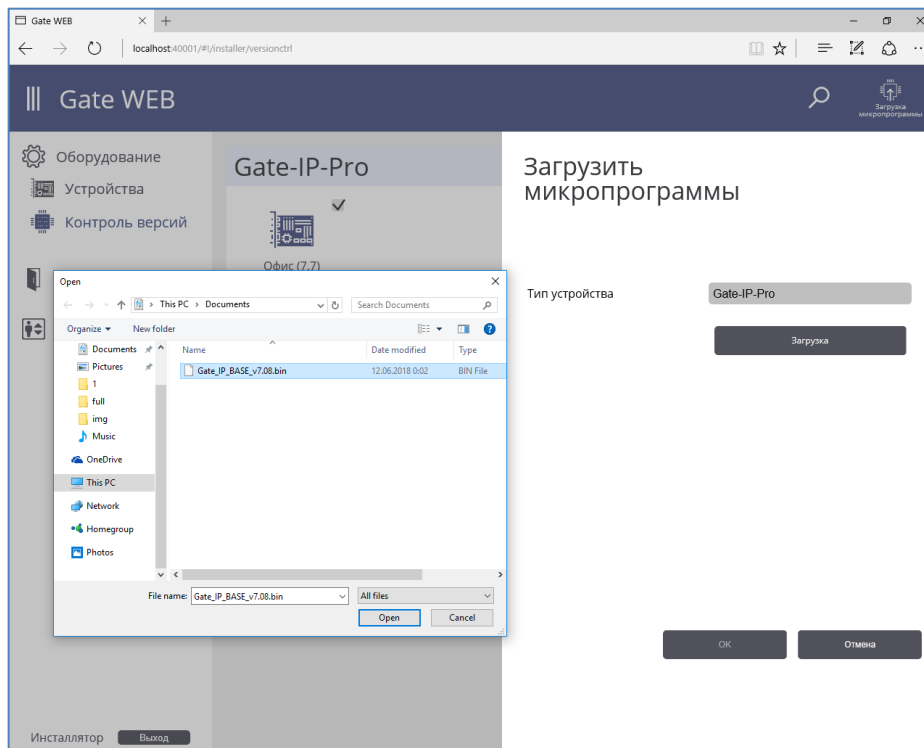 Gate WEB
localhost:40001/#!/installer/versionctrl
Gate WEB
Загрузка
микропрограммы
Оборудование
Устройства
Контроль версий
Gate-IP-Pro
Офис (7.7)
Загрузить
микропрограммы
Тип устройства
Gate-IP-Pro
Загрузка
Open
This PC > Documents
Search Documents
Organize
New folder
Name
Date modified
Type
Documents
Pictures
1
full
img
Music
OneDrive
This PC
Network
Homegroup
Photos
Gate_IP_BASE_v7.08.bin
12.06.2018 0:02
BIN File
File name:
Gate_IP_BASE_v7.08.bin
All files
Open
Cancel
OK
Отмена
Инсталлятор
Выход